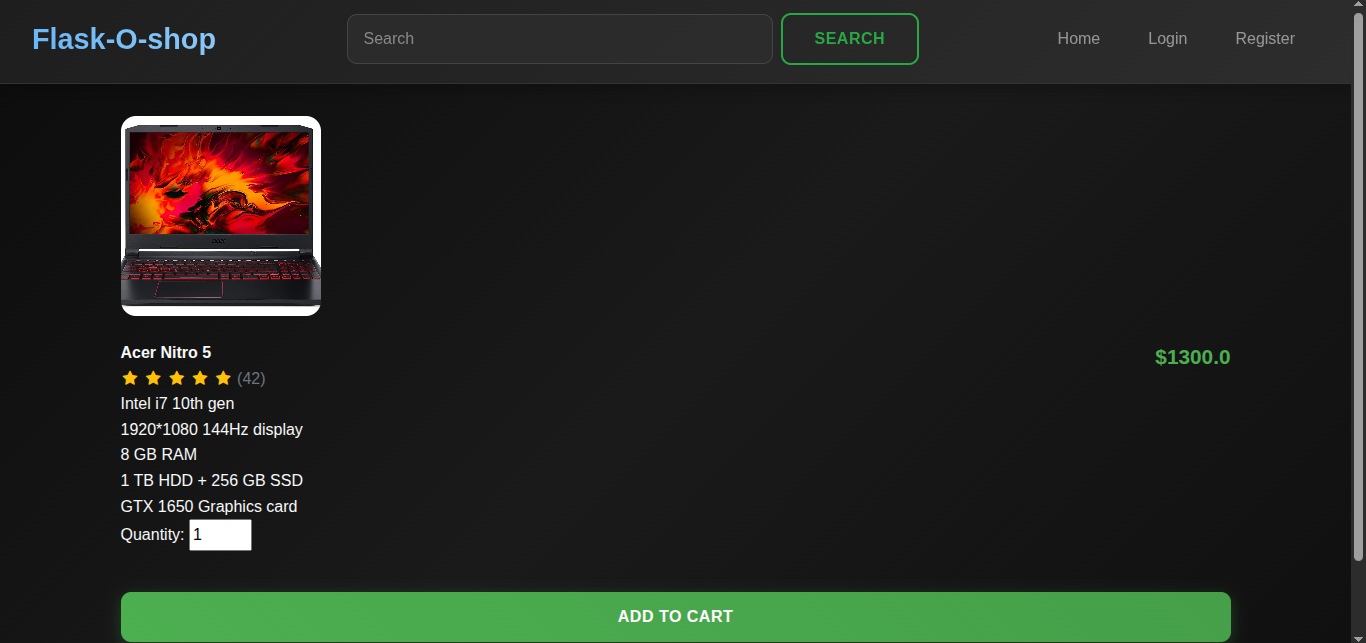 Flask-O-shop
Search
SEARCH
Home
Login
Register
Acer Nitro 5
(42)
$1300.0
Intel i7 10th gen
1920*1080 144Hz display
8 GB RAM
1 TB HDD + 256 GB SSD
GTX 1650 Graphics card
Quantity: 1
ADD TO CART